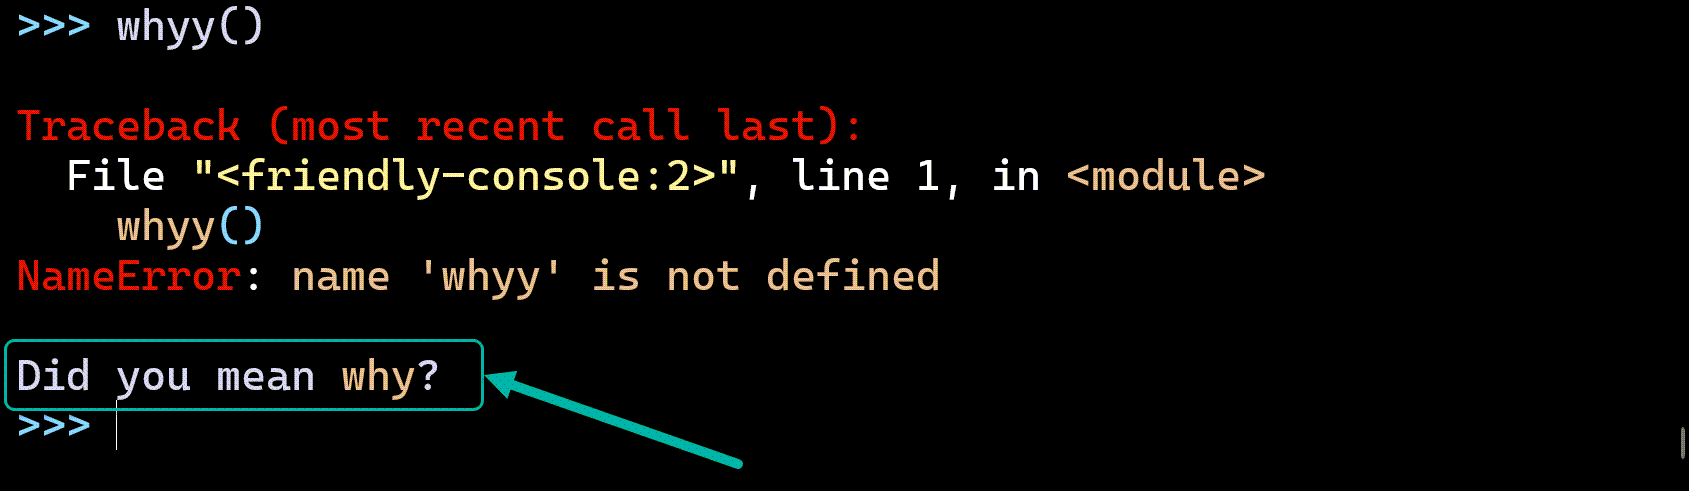 >>> whyy()
Traceback (most recent call last):
  File "<friendly-console:2>", line 1, in <module>
    whyy()
NameError: name 'whyy' is not defined
Did you mean why?
>>>